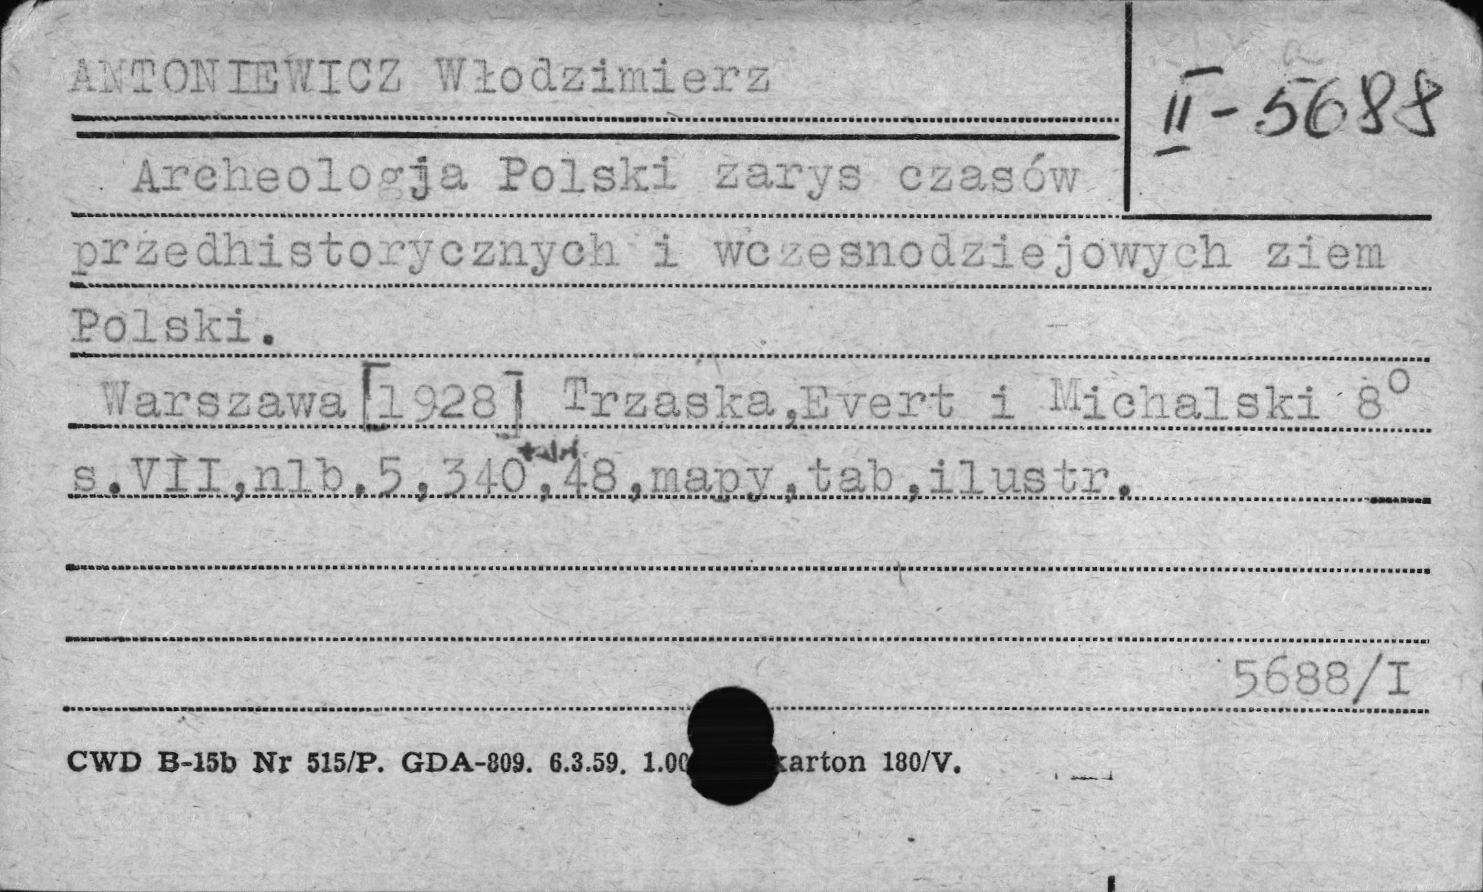 ANTONIEWICZ Włodzimierz
II-5688
Archeologja Polski zarys czasów
przedhistorycznych i wczesnodziejowych ziem
Polski.
Warszawa [1928] Trzaska,Evert i Michalski 8°
s.VII,nlb.5,340,48,mapy,tab,ilustr.
5688/I
CWD B-15b Nr 515/P. GDA-809. 6.3.59. 1.00 karton 180/V.